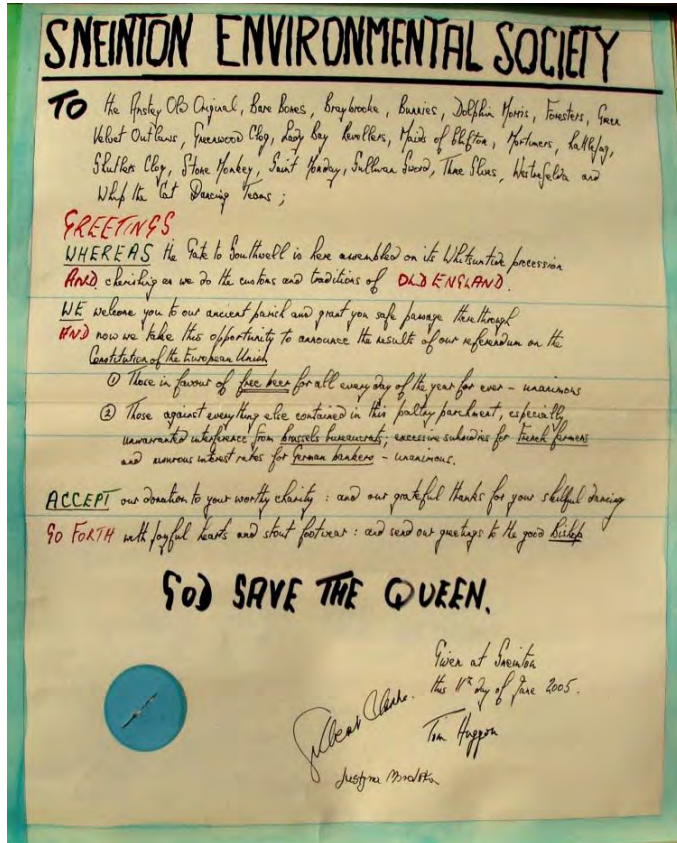 SNEINTON ENVIRONMENTAL SOCIETY
TO the Anstey Old Original, Bare Bones, Braybrooke, Bunnies, Dolphin Morris, Foresters, Green
Velvet Outlaws, Greenwood Clog, Lady Bay Revellers, Maids of Clifton, Mortimers, Rattlejag,
Shuttlers Clog, Stone Monkey, Saint Monday, Sullivan Sword, Three Shires, Westrefelda and
Whip the Cat Dancing Teams ;
GREETINGS
WHEREAS the Gate to Southwell is here assembled on its Whitsuntide procession
AND cherishing as we do the customs and traditions of OLD ENGLAND.
WE welcome you to our ancient parish and grant you safe passage therethrough
AND now we take this opportunity to announce the results of our referendum on the
Constitution of the European Union
① Those in favour of free beer for all everyday of the year for ever - unanimous
② Those against everything else contained in this paltry parchment, especially
unwarranted interference from brussels bureaucrats; excessive subsidies for French farmers
and usurous interest rates for German bankers - unanimous.
ACCEPT our donation to your worthy charity : and our grateful thanks for your skilful dancing
GO FORTH with joyful hearts and stout footwear : and send our greetings to the good Bishop
GOD SAVE THE QUEEN.
Given at Sneinton
this 11th day of June 2005.
Tom Huggon
Justyna